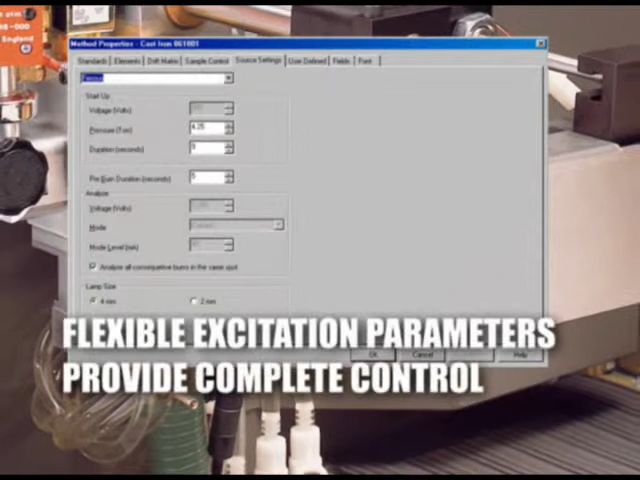 England
Method Properties - Cast Iron 061801
Standards Elements Drift Matrix Sample Control Source Settings User Defined Fields Print
Start Up
Voltage (Volts)
Pressure (Torr) 4.25
Duration (seconds)
Pre Burn Duration (seconds)
Analyze
Voltage (Volts)
Mode
Mode Level (mA)
Analyze all consequetive burns in the same spot
Lamp Size
4 mm 2 mm
FLEXIBLE EXCITATION PARAMETERS
OK Cancel Help
PROVIDE COMPLETE CONTROL